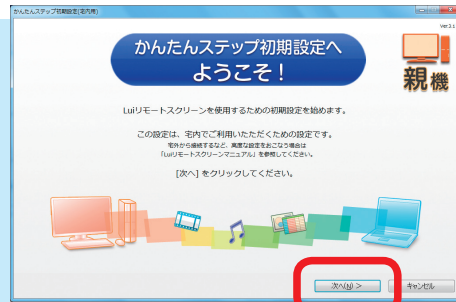 かんたんステップ初期設定(宅内用)
Ver.3.1
かんたんステップ初期設定へ
ようこそ！
親機
Luiリモートスクリーンを使用するための初期設定を始めます。
この設定は、宅内でご利用いただくための設定です。
宅外から接続するなど、高度な設定をおこなう場合は
「Luiリモートスクリーンマニュアル」を参照してください。
[次へ] をクリックしてください。
次へ(N) >
キャンセル